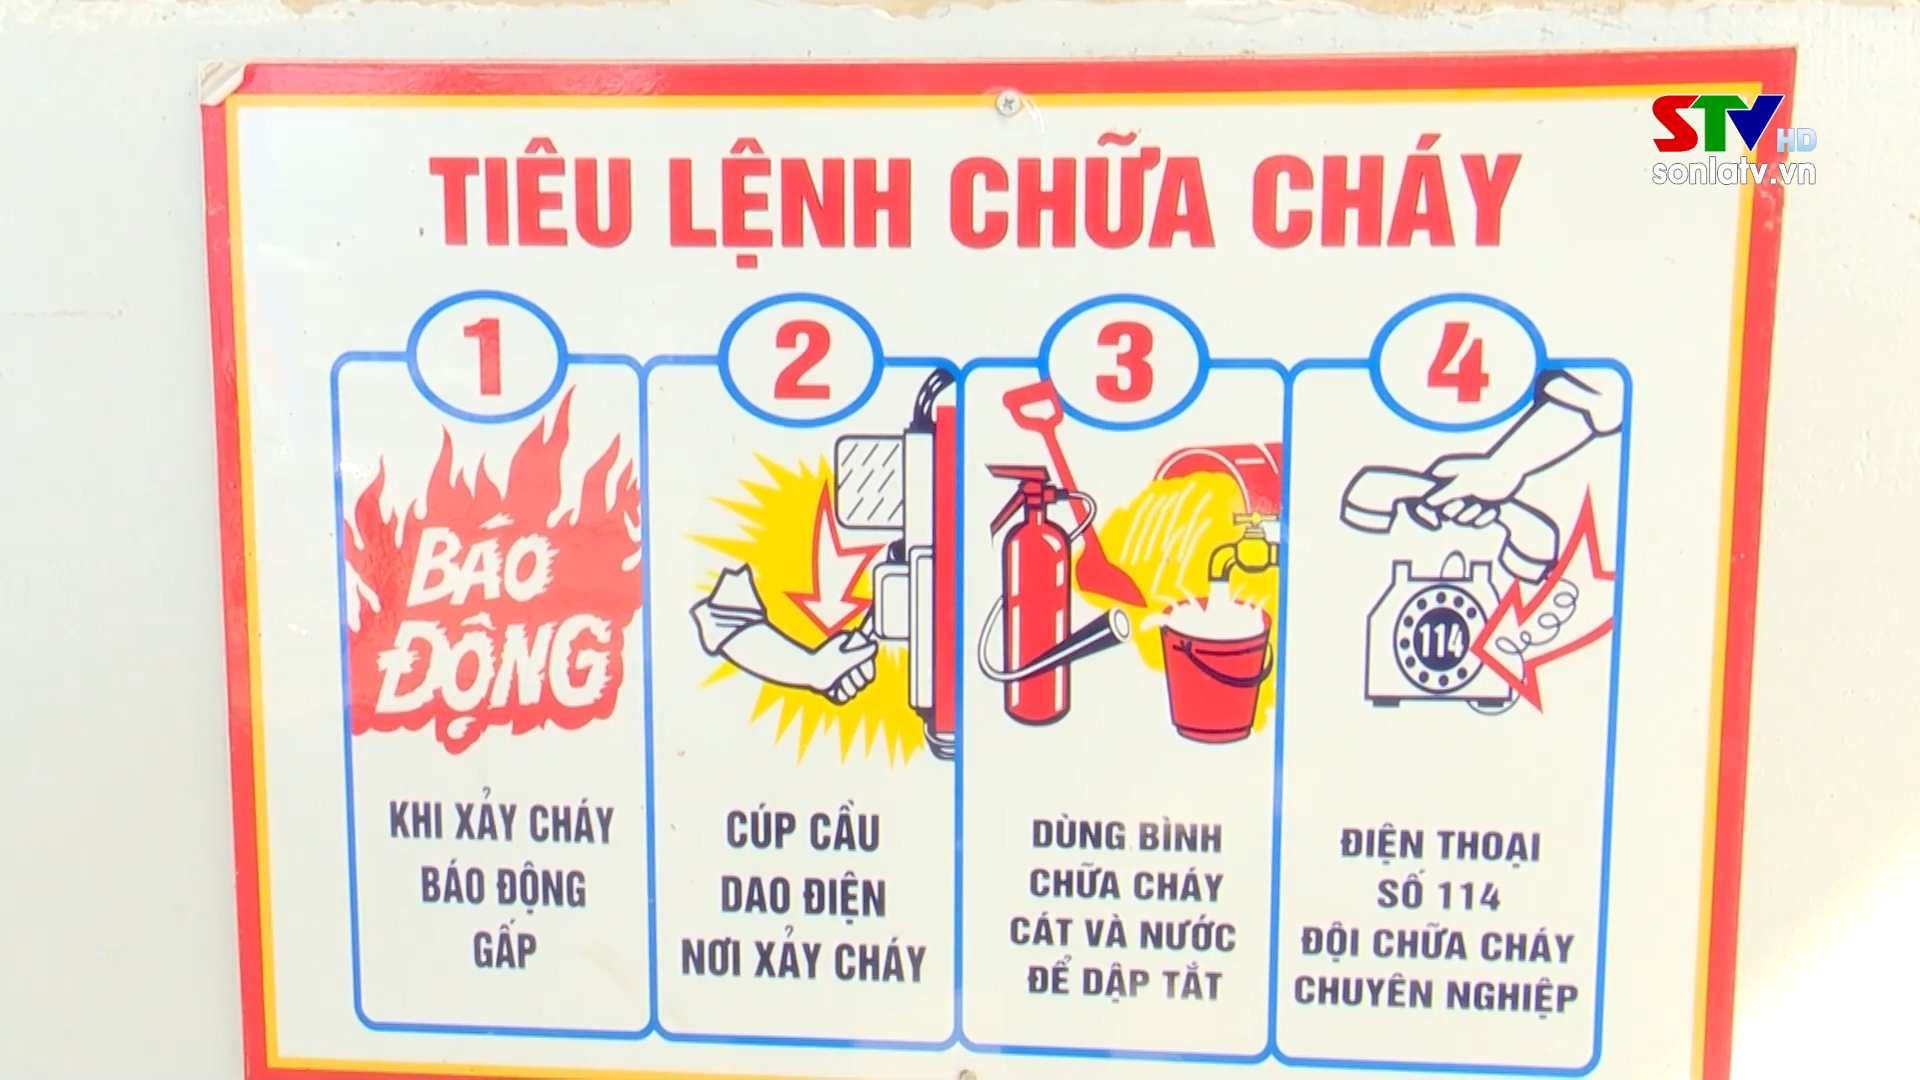 STV HD
sonlatv.vn
TIÊU LỆNH CHỮA CHÁY
1
BÁO
ĐỘNG
KHI XẢY CHÁY
BÁO ĐỘNG
GẤP
2
CÚP CẦU
DAO ĐIỆN
NƠI XẢY CHÁY
3
DÙNG BÌNH
CHỮA CHÁY
CÁT VÀ NƯỚC
ĐỂ DẬP TẮT
4
114
ĐIỆN THOẠI
SỐ 114
ĐỘI CHỮA CHÁY
CHUYÊN NGHIỆP